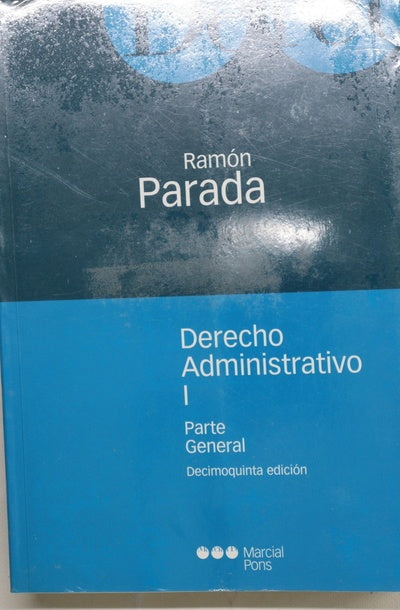 Ramón
Parada
Derecho
Administrativo
I
Parte
General
Decimoquinta edición
Marcial
Pons